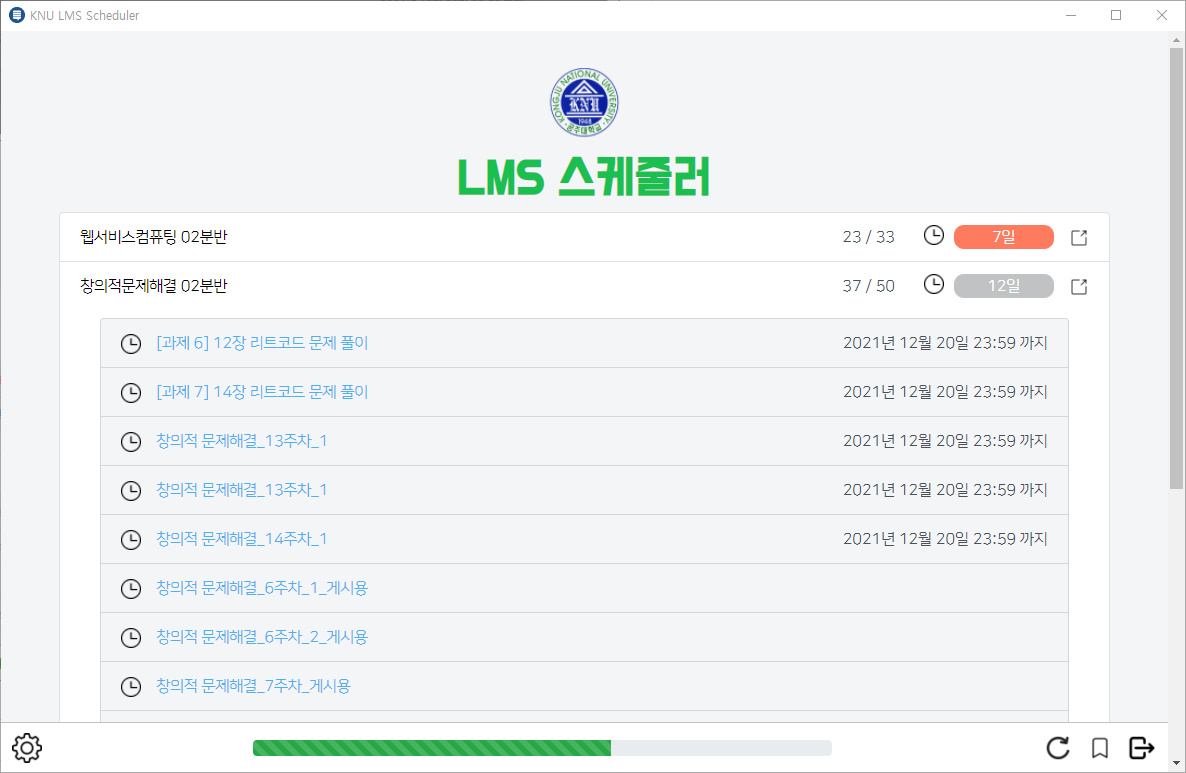 KNU LMS Scheduler
KONGJU NATIONAL UNIVERSITY
KNU
1948
공주대학교
LMS 스케줄러
웹서비스컴퓨팅 02분반 23 / 33 7일
창의적문제해결 02분반 37 / 50 12일
[과제 6] 12장 리트코드 문제 풀이 2021년 12월 20일 23:59 까지
[과제 7] 14장 리트코드 문제 풀이 2021년 12월 20일 23:59 까지
창의적 문제해결_13주차_1 2021년 12월 20일 23:59 까지
창의적 문제해결_13주차_1 2021년 12월 20일 23:59 까지
창의적 문제해결_14주차_1 2021년 12월 20일 23:59 까지
창의적 문제해결_6주차_1_게시용
창의적 문제해결_6주차_2_게시용
창의적 문제해결_7주차_게시용